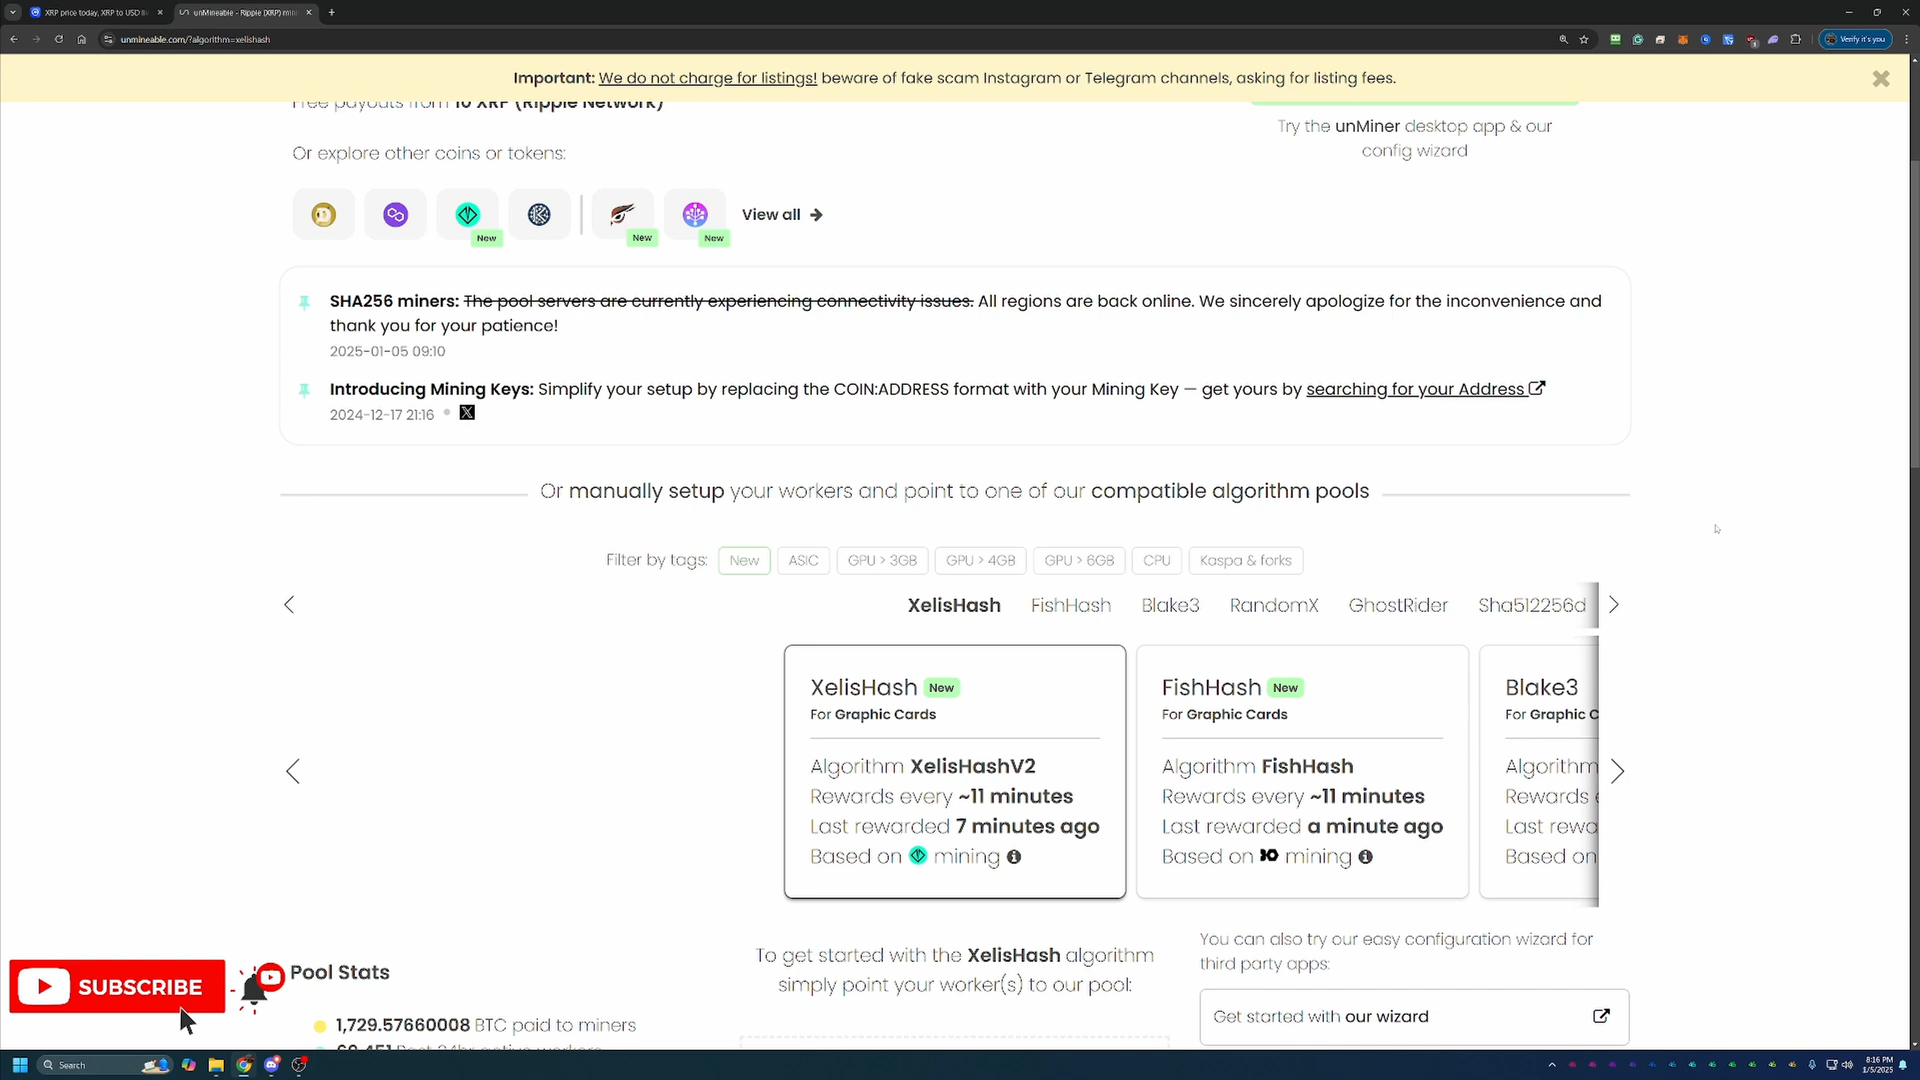 XRP price today, XRP to USD li
unMineable - Ripple (XRP) mini
unmineable.com/?algorithm=xelishash
Verify it's you
Important: We do not charge for listings! beware of fake scam Instagram or Telegram channels, asking for listing fees.
Free payouts from 10 XRP (Ripple Network)
Try the unMiner desktop app & our
config wizard
Or explore other coins or tokens:
New
New
New
View all
SHA256 miners: The pool servers are currently experiencing connectivity issues. All regions are back online. We sincerely apologize for the inconvenience and
thank you for your patience!
2025-01-05 09:10
Introducing Mining Keys: Simplify your setup by replacing the COIN:ADDRESS format with your Mining Key — get yours by searching for your Address
2024-12-17 21:16
Or manually setup your workers and point to one of our compatible algorithm pools
Filter by tags: New ASIC GPU > 3GB GPU > 4GB GPU > 6GB CPU Kaspa & forks
XelisHash FishHash Blake3 RandomX GhostRider Sha512256d
XelisHash New
For Graphic Cards
Algorithm XelisHashV2
Rewards every ~11 minutes
Last rewarded 7 minutes ago
Based on mining
FishHash New
For Graphic Cards
Algorithm FishHash
Rewards every ~11 minutes
Last rewarded a minute ago
Based on mining
Blake3
For Graphic C
Algorithm
Rewards
Last rewa
Based on
Pool Stats
1,729.57660008 BTC paid to miners
To get started with the XelisHash algorithm
simply point your worker(s) to our pool:
You can also try our easy configuration wizard for
third party apps:
Get started with our wizard
SUBSCRIBE
Search
8:16 PM
1/5/2025